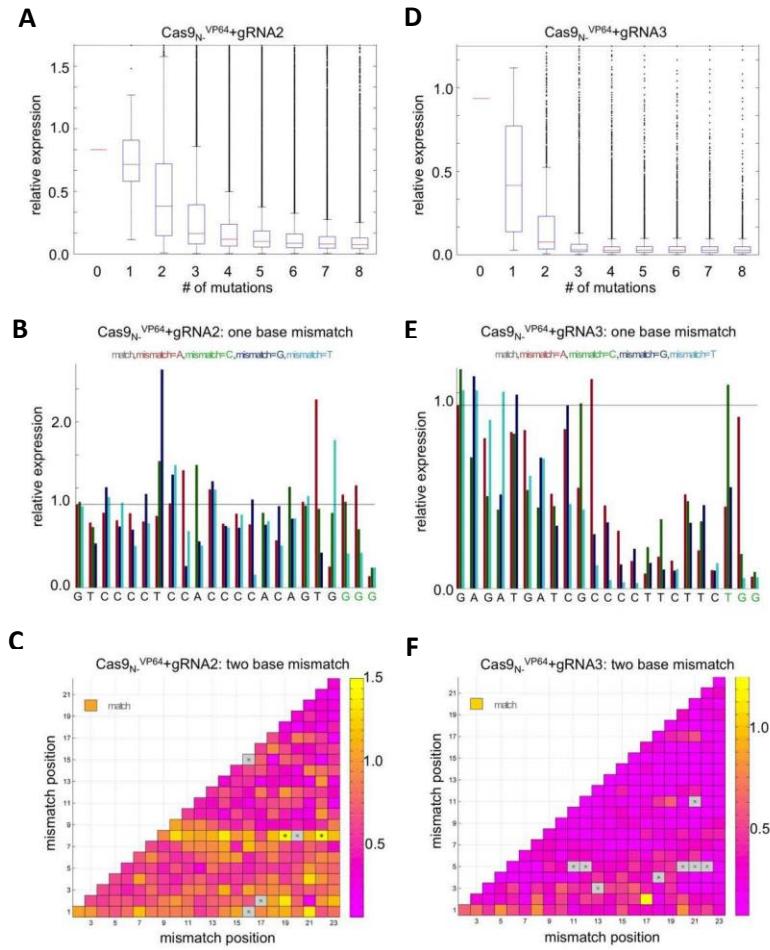 A
Cas9N-VP64+gRNA2
relative expression
1.5
1.0
0.5
0.0
0 1 2 3 4 5 6 7 8
# of mutations
D
Cas9N-VP64+gRNA3
relative expression
1.0
0.5
0.0
0 1 2 3 4 5 6 7 8
# of mutations
B
Cas9N-VP64+gRNA2: one base mismatch
match,mismatch=A,mismatch=C,mismatch=G,mismatch=T
relative expression
2.0
1.0
0.0
G T C C C C T C C A C C C C A C A G T G G G G
E
Cas9N-VP64+gRNA3: one base mismatch
match,mismatch=A,mismatch=C,mismatch=G,mismatch=T
relative expression
1.0
0.0
G A G A T G A T C G C C C C T T C T T C T G G
C
Cas9N-VP64+gRNA2: two base mismatch
match
mismatch position
21
19
17
15
13
11
9
7
5
3
1
3 5 7 9 11 13 15 17 19 21 23
mismatch position
1.5
1.0
0.5
F
Cas9N-VP64+gRNA3: two base mismatch
match
mismatch position
21
19
17
15
13
11
9
7
5
3
1
3 5 7 9 11 13 15 17 19 21 23
mismatch position
1.0
0.5